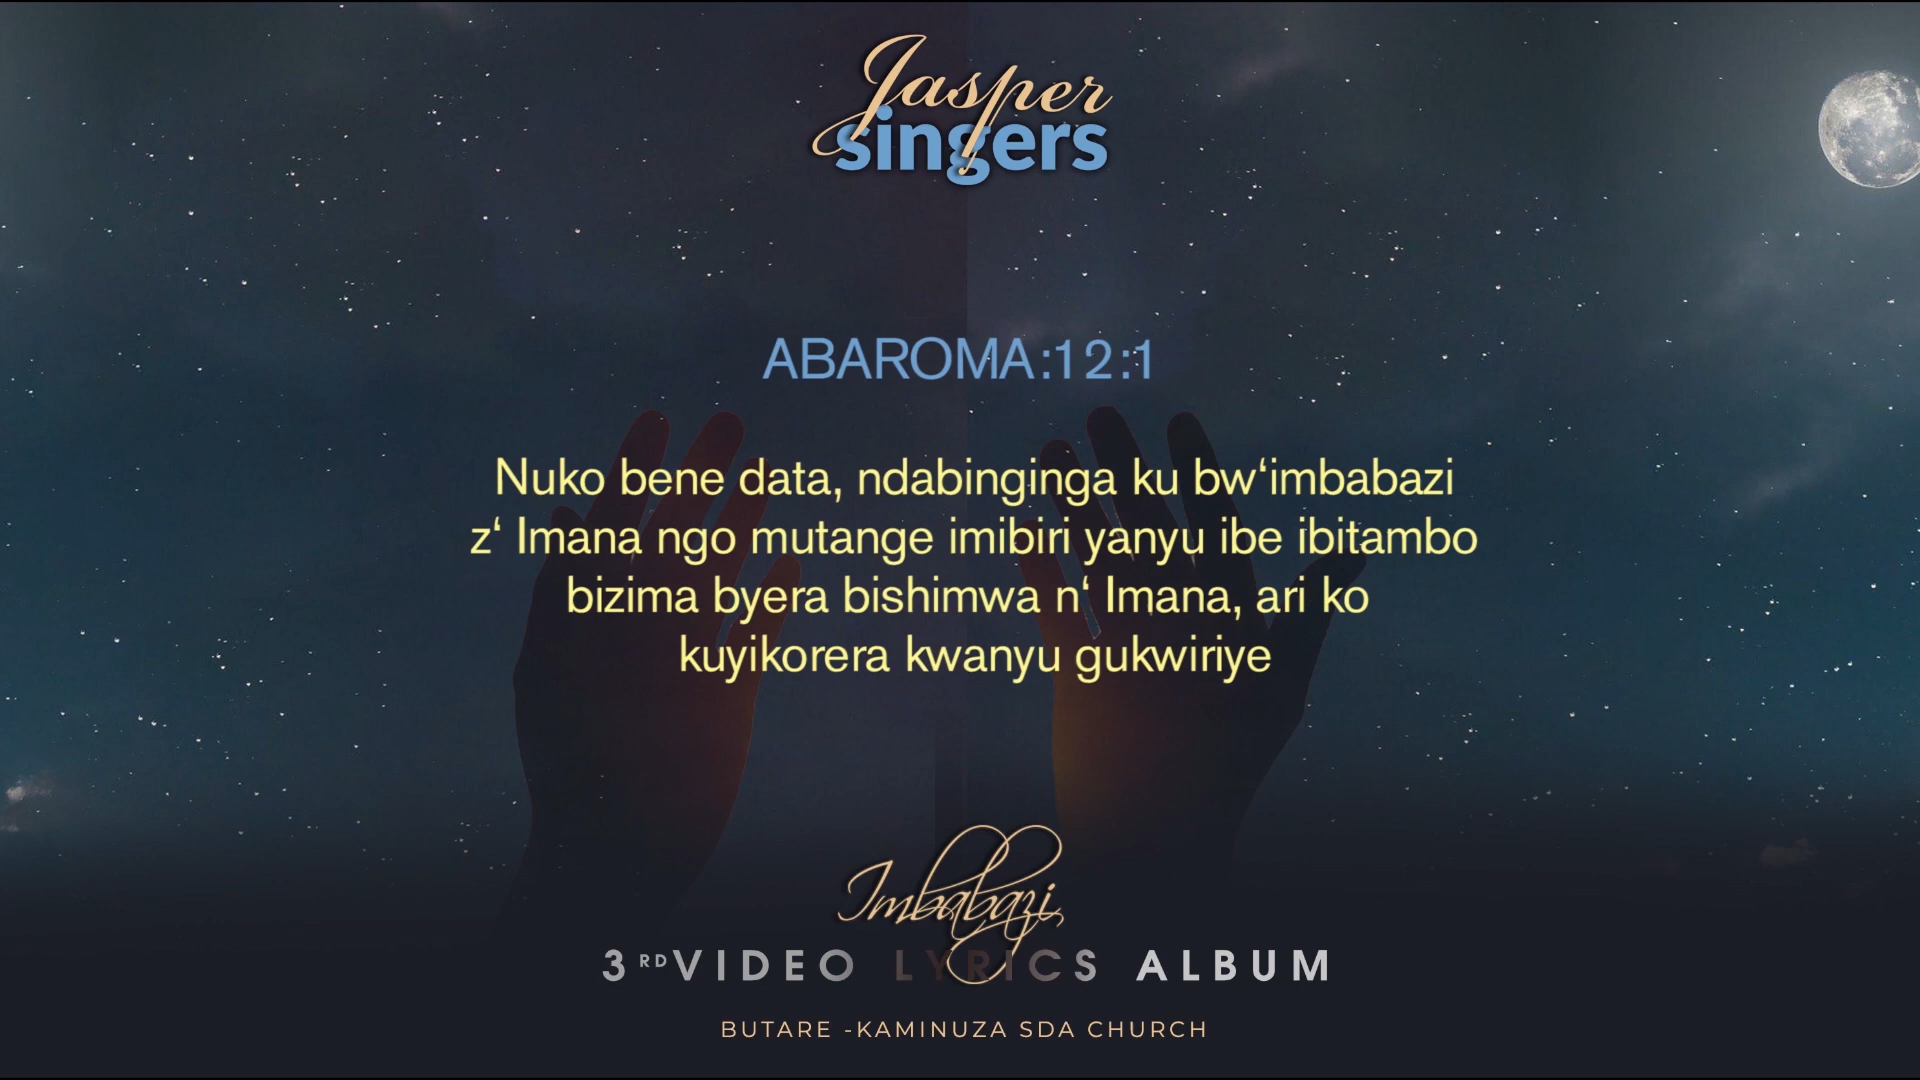 Jasper
singers
ABAROMA:12:1
Nuko bene data, ndabinginga ku bw‘imbabazi
z‘ Imana ngo mutange imibiri yanyu ibe ibitambo
bizima byera bishimwa n‘ Imana, ari ko
kuyikorera kwanyu gukwiriye
Imbabazi
3RD VIDEO LYRICS ALBUM
BUTARE -KAMINUZA SDA CHURCH